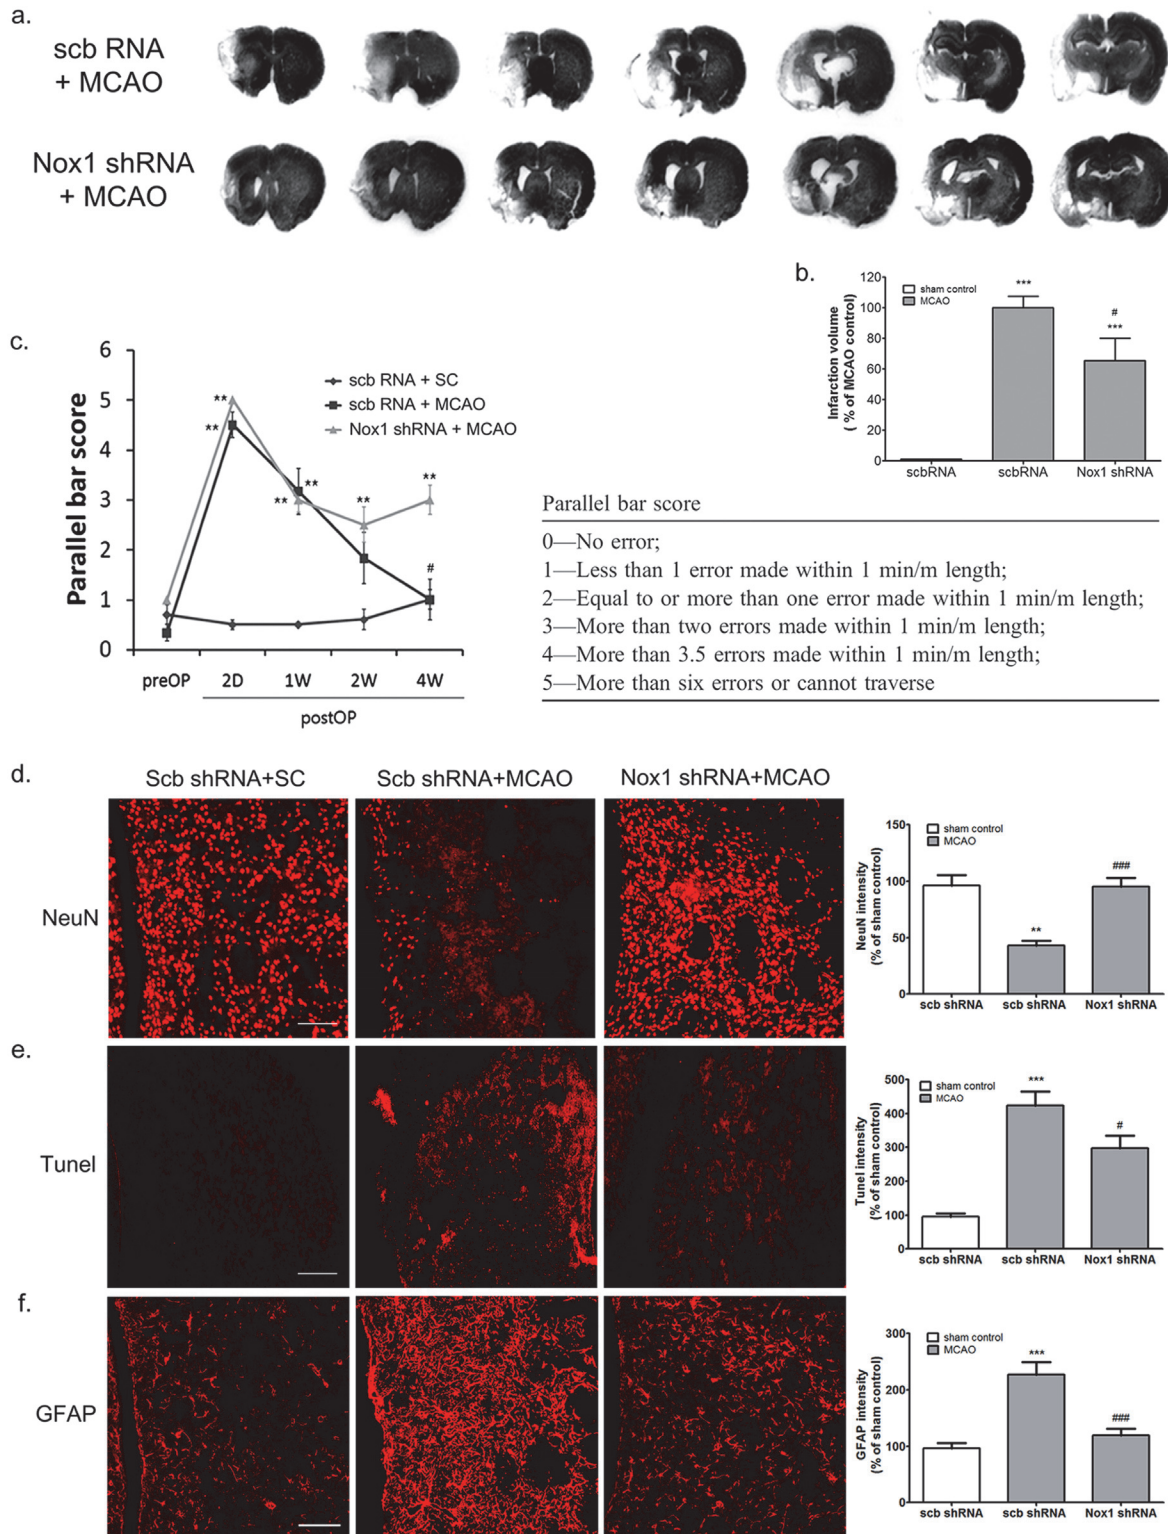 a.
scb RNA
+ MCAO
Nox1 shRNA
+ MCAO
b.
Infarction volume
( % of MCAO control)
120
100
80
60
40
20
0
sham control
MCAO
***
#
***
scbRNA scbRNA Nox1 shRNA
c.
Parallel bar score
6
5
4
3
2
1
0
scb RNA + SC
scb RNA + MCAO
Nox1 shRNA + MCAO
**
**
**
**
**
**
#
preOP 2D 1W 2W 4W
postOP
Parallel bar score
0—No error;
1—Less than 1 error made within 1 min/m length;
2—Equal to or more than one error made within 1 min/m length;
3—More than two errors made within 1 min/m length;
4—More than 3.5 errors made within 1 min/m length;
5—More than six errors or cannot traverse
d.
Scb shRNA+SC Scb shRNA+MCAO Nox1 shRNA+MCAO
NeuN
NeuN intensity
(% of sham control)
150
100
50
0
sham control
MCAO
**
###
scb shRNA scb shRNA Nox1 shRNA
e.
Tunel
Tunel intensity
(% of sham control)
500
400
300
200
100
0
sham control
MCAO
***
#
scb shRNA scb shRNA Nox1 shRNA
f.
GFAP
GFAP intensity
(% of sham control)
300
200
100
0
sham control
MCAO
***
###
scb shRNA scb shRNA Nox1 shRNA